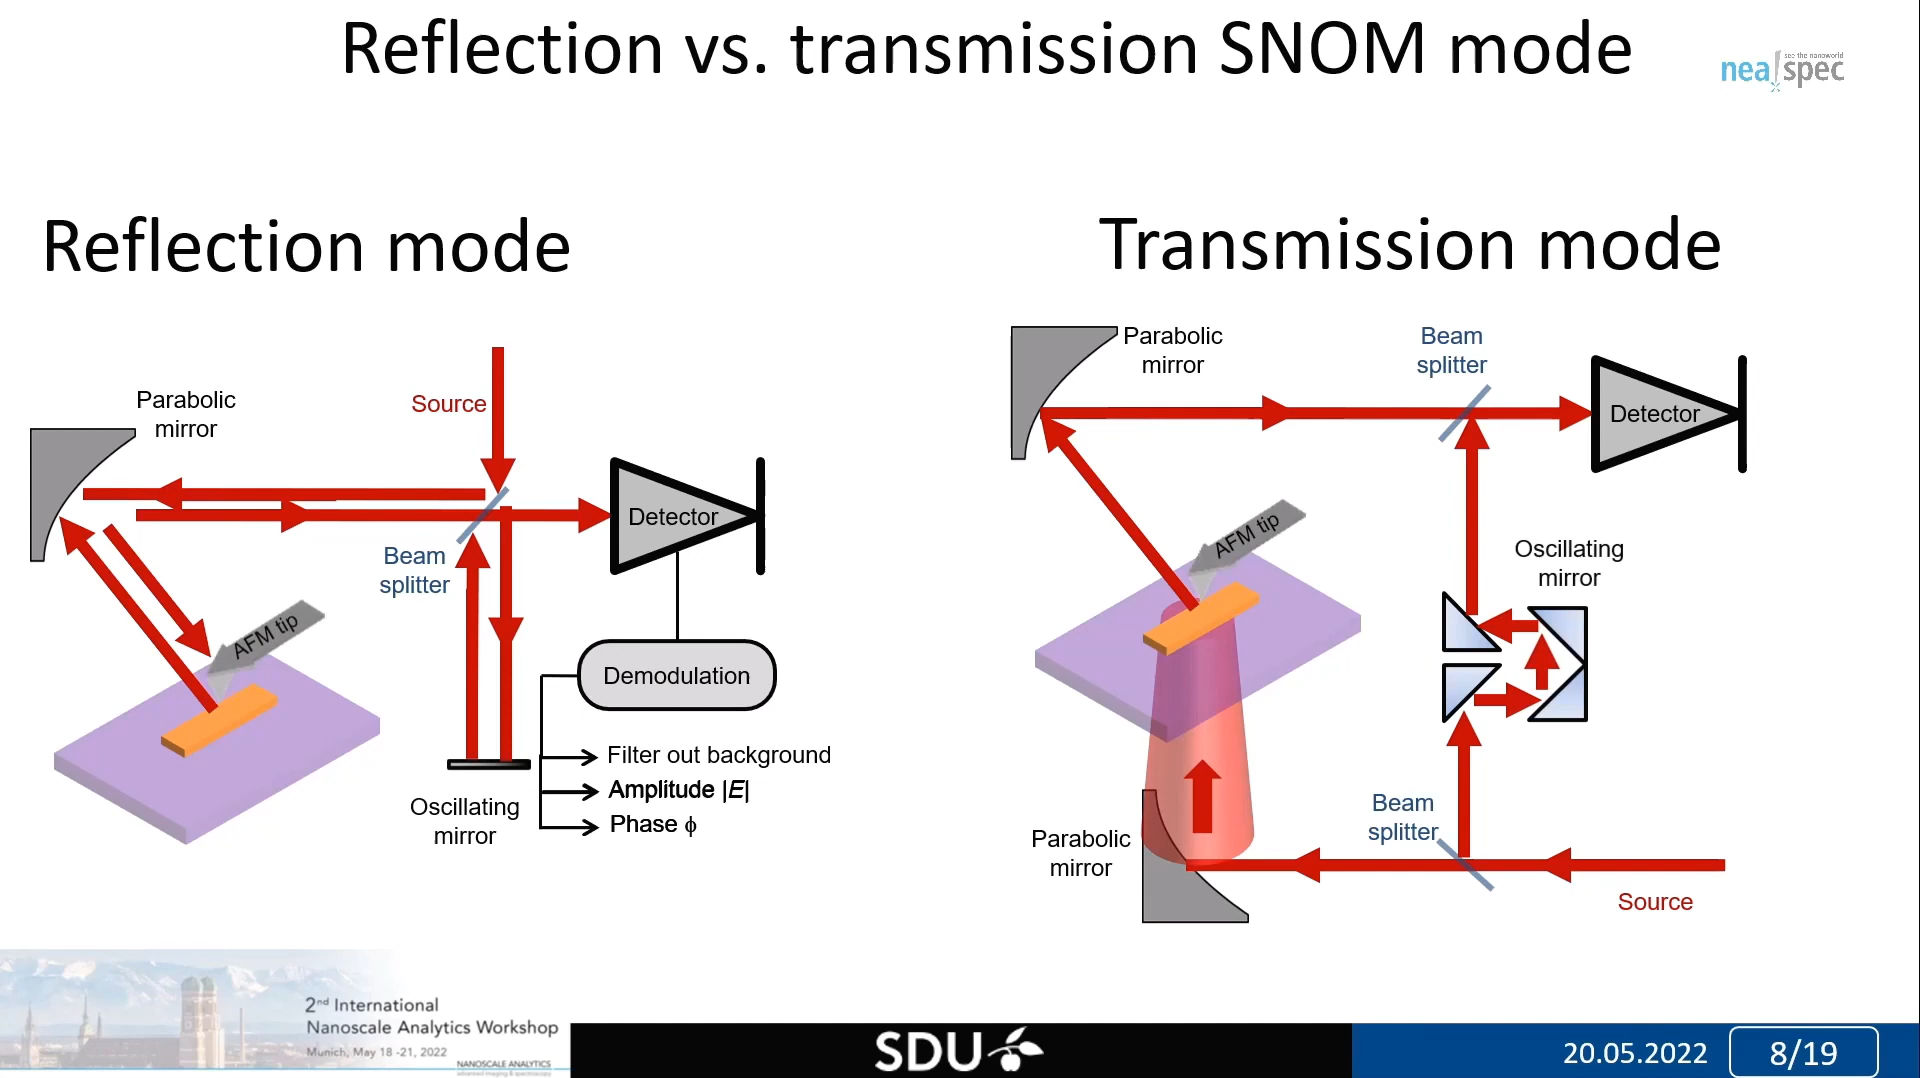 Reflection vs. transmission SNOM mode
see the nanoworld
neaspec
Reflection mode
Parabolic
mirror
Source
Beam
splitter
Detector
AFM tip
Demodulation
Filter out background
Amplitude |E|
Phase ϕ
Oscillating
mirror
Transmission mode
Parabolic
mirror
Beam
splitter
Detector
AFM tip
Oscillating
mirror
Beam
splitter
Parabolic
mirror
Source
2nd International
Nanoscale Analytics Workshop
Munich, May 18 -21, 2022
NANOSCALE ANALYTICS
advanced imaging & spectroscopy
SDU
20.05.2022
8/19